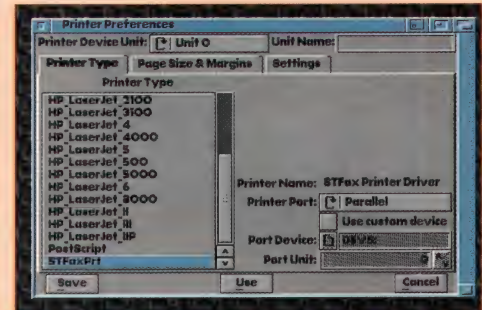 Printer Preferences
Printer Device Unit: Unit 0 Unit Name:
Printer Type Page Size & Margins Settings
Printer Type
HP_LaserJet_2100
HP_LaserJet_3100
HP_LaserJet_4
HP_LaserJet_4000
HP_LaserJet_5
HP_LaserJet_500
HP_LaserJet_5000
HP_LaserJet_6
HP_LaserJet_8000
HP_LaserJet_II
HP_LaserJet_III
HP_LaserJet_IIP
PostScript
STFaxPrt
Printer Name: STFax Printer Driver
Printer Port: Parallel
Use custom device
Port Device:
Port Unit: 0
Save Use Cancel